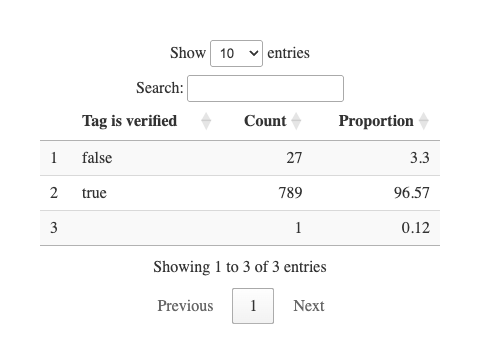 Show 10 entries
Search:
Tag is verified Count Proportion
1 false 27 3.3
2 true 789 96.57
3 1 0.12
Showing 1 to 3 of 3 entries
Previous 1 Next